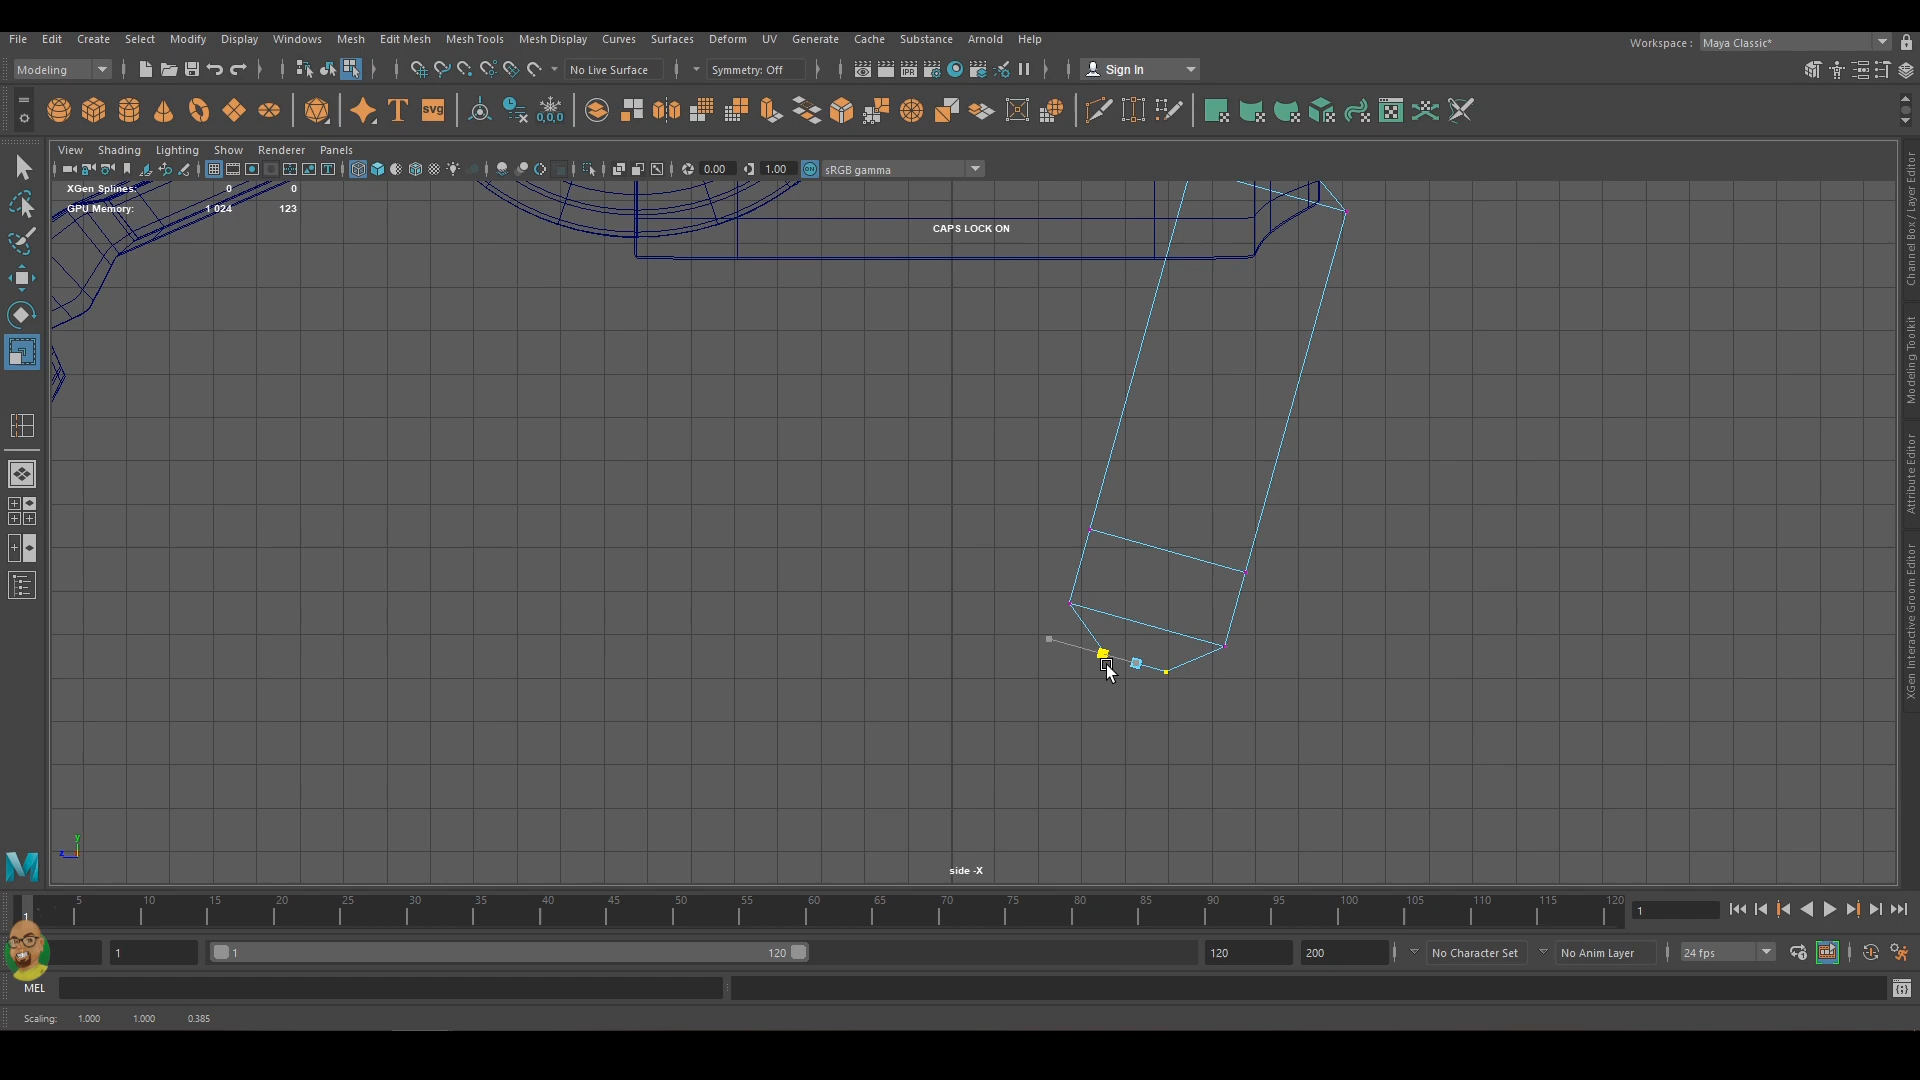 File Edit Create Select Modify Display Windows Mesh Edit Mesh Mesh Tools Mesh Display Curves Surfaces Deform UV Generate Cache Substance Arnold Help
Workspace : Maya Classic*
Modeling
No Live Surface
Symmetry: Off
IPR
Sign In
T
SVG
0,0,0
View Shading Lighting Show Renderer Panels
0.00
1.00
sRGB gamma
XGen Splines: 0 0
GPU Memory: 1 024 123
CAPS LOCK ON
Channel Box / Layer Editor
Modeling Toolkit
Attribute Editor
XGen Interactive Groom Editor
y
z
side -X
5 10 15 20 25 30 35 40 45 50 55 60 65 70 75 80 85 90 95 100 105 110 115 120
1
1
1
1
120
120
200
No Character Set
No Anim Layer
24 fps
MEL
Scaling: 1.000 1.000 0.385